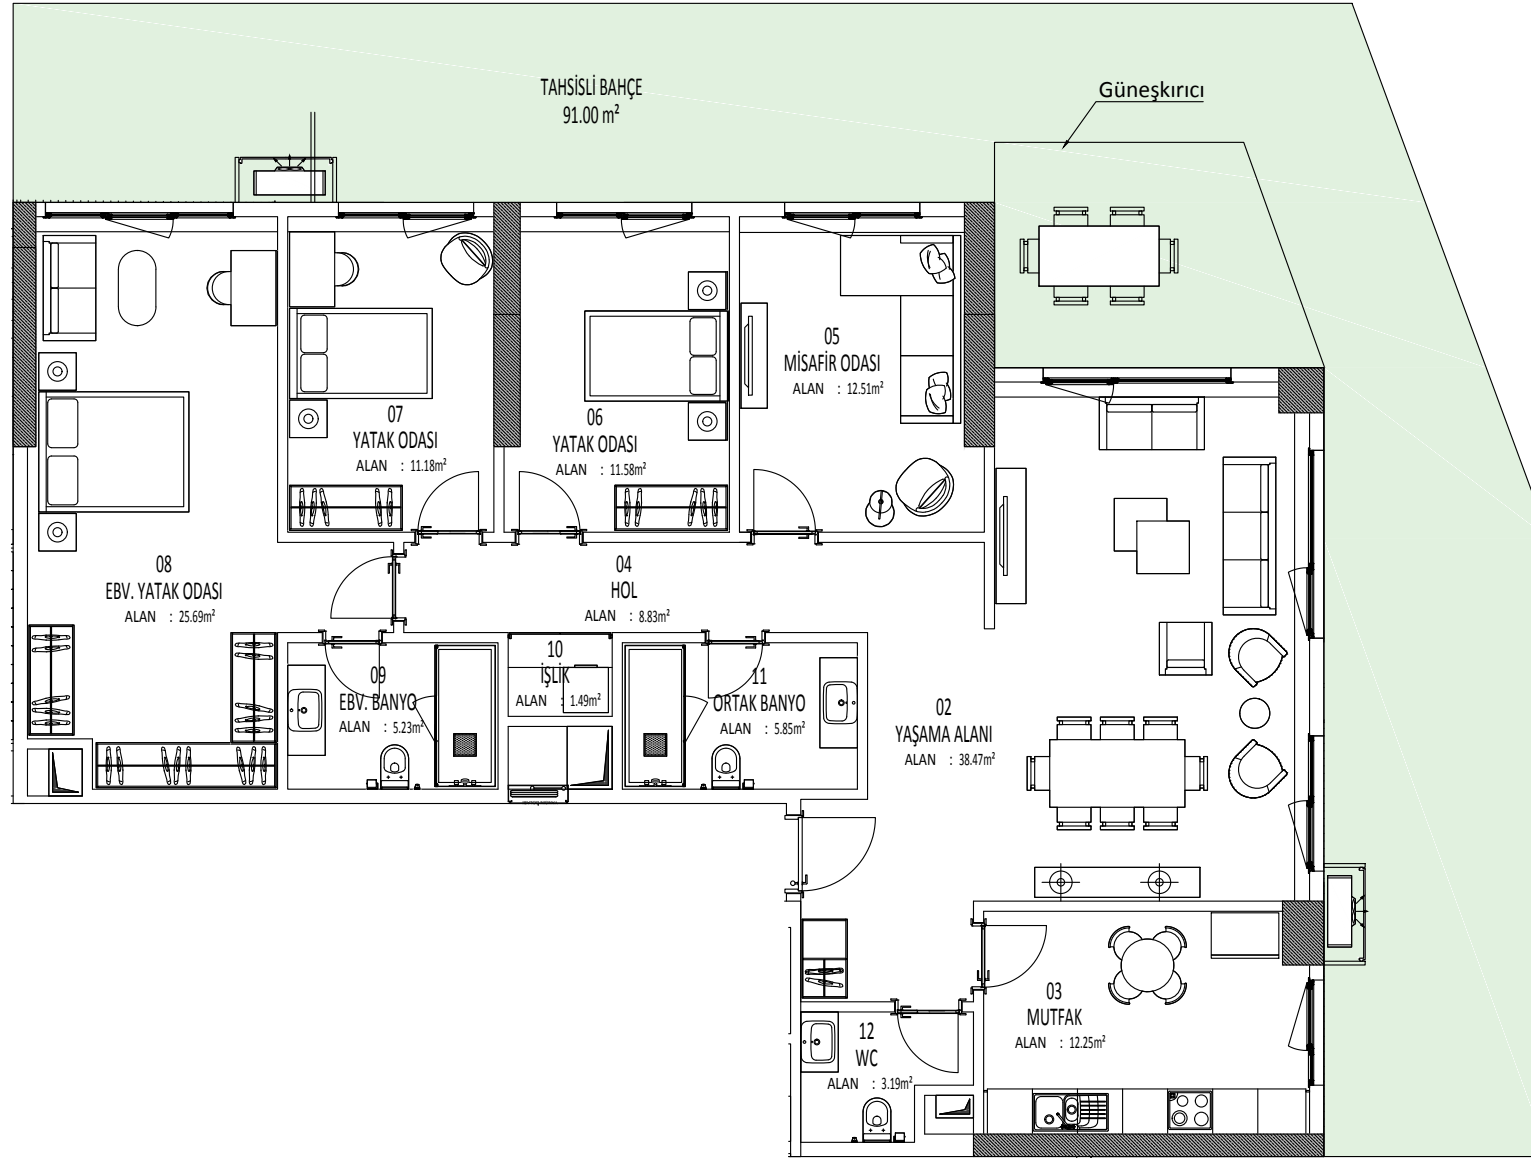 TAHSİSLİ BAHÇE
91.00 m²
Güneşkırıcı
05
MİSAFİR ODASI
ALAN : 12.51m²
07
YATAK ODASI
ALAN : 11.18m²
06
YATAK ODASI
ALAN : 11.58m²
08
EBV. YATAK ODASI
ALAN : 25.69m²
04
HOL
ALAN : 8.83m²
09
EBV. BANYO
ALAN : 5.23m²
10
İŞLİK
ALAN : 1.49m²
11
ORTAK BANYO
ALAN : 5.85m²
02
YAŞAMA ALANI
ALAN : 38.47m²
03
MUTFAK
ALAN : 12.25m²
12
WC
ALAN : 3.19m²